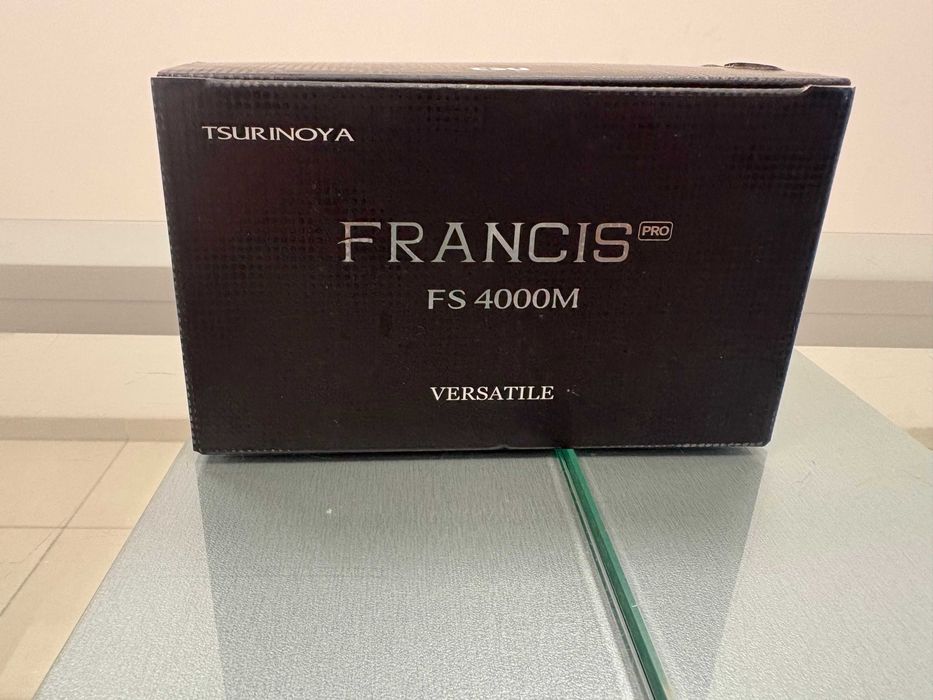 TSURINOYA
FRANCIS PRO
FS 4000M
VERSATILE